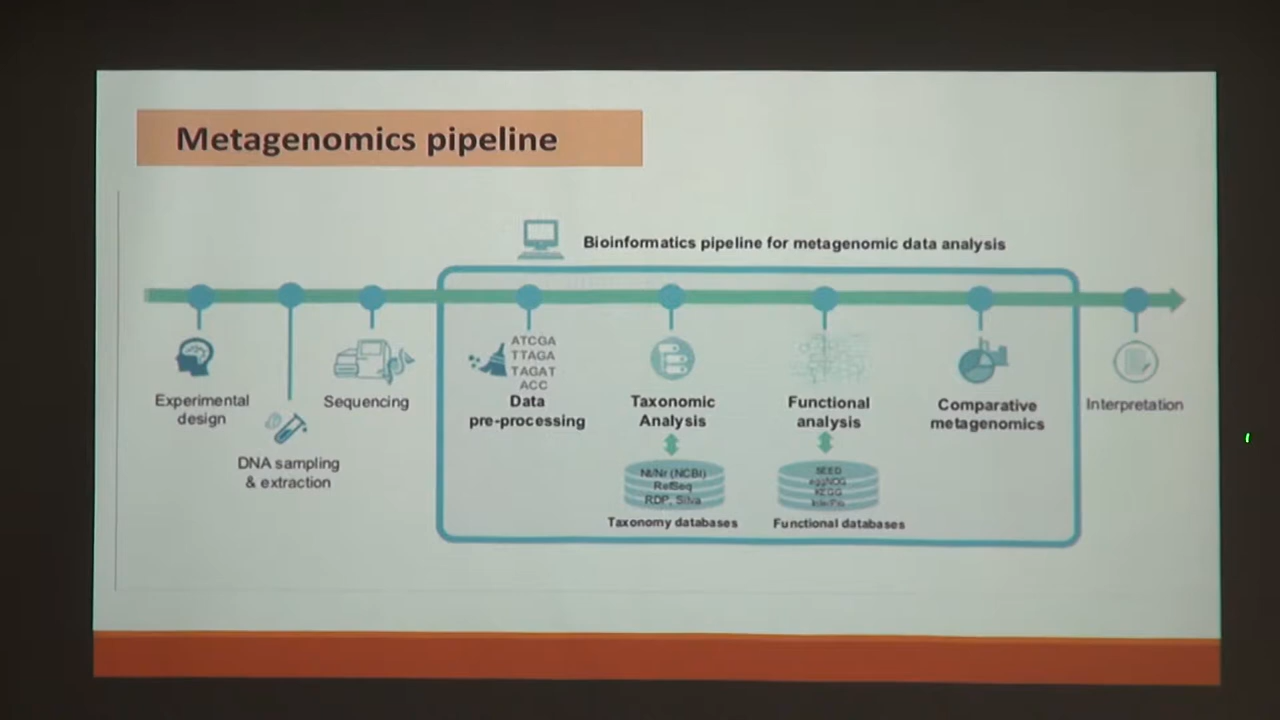 Metagenomics pipeline
Bioinformatics pipeline for metagenomic data analysis
Experimental
design
DNA sampling
& extraction
Sequencing
ATCGA
TTAGA
TAGAT
ACC
Data
pre-processing
Taxonomic
Analysis
Nt/Nr (NCBI)
RefSeq
RDP, Silva
Taxonomy databases
Functional
analysis
SEED
eggNOG
KEGG
Functional databases
Comparative
metagenomics
Interpretation